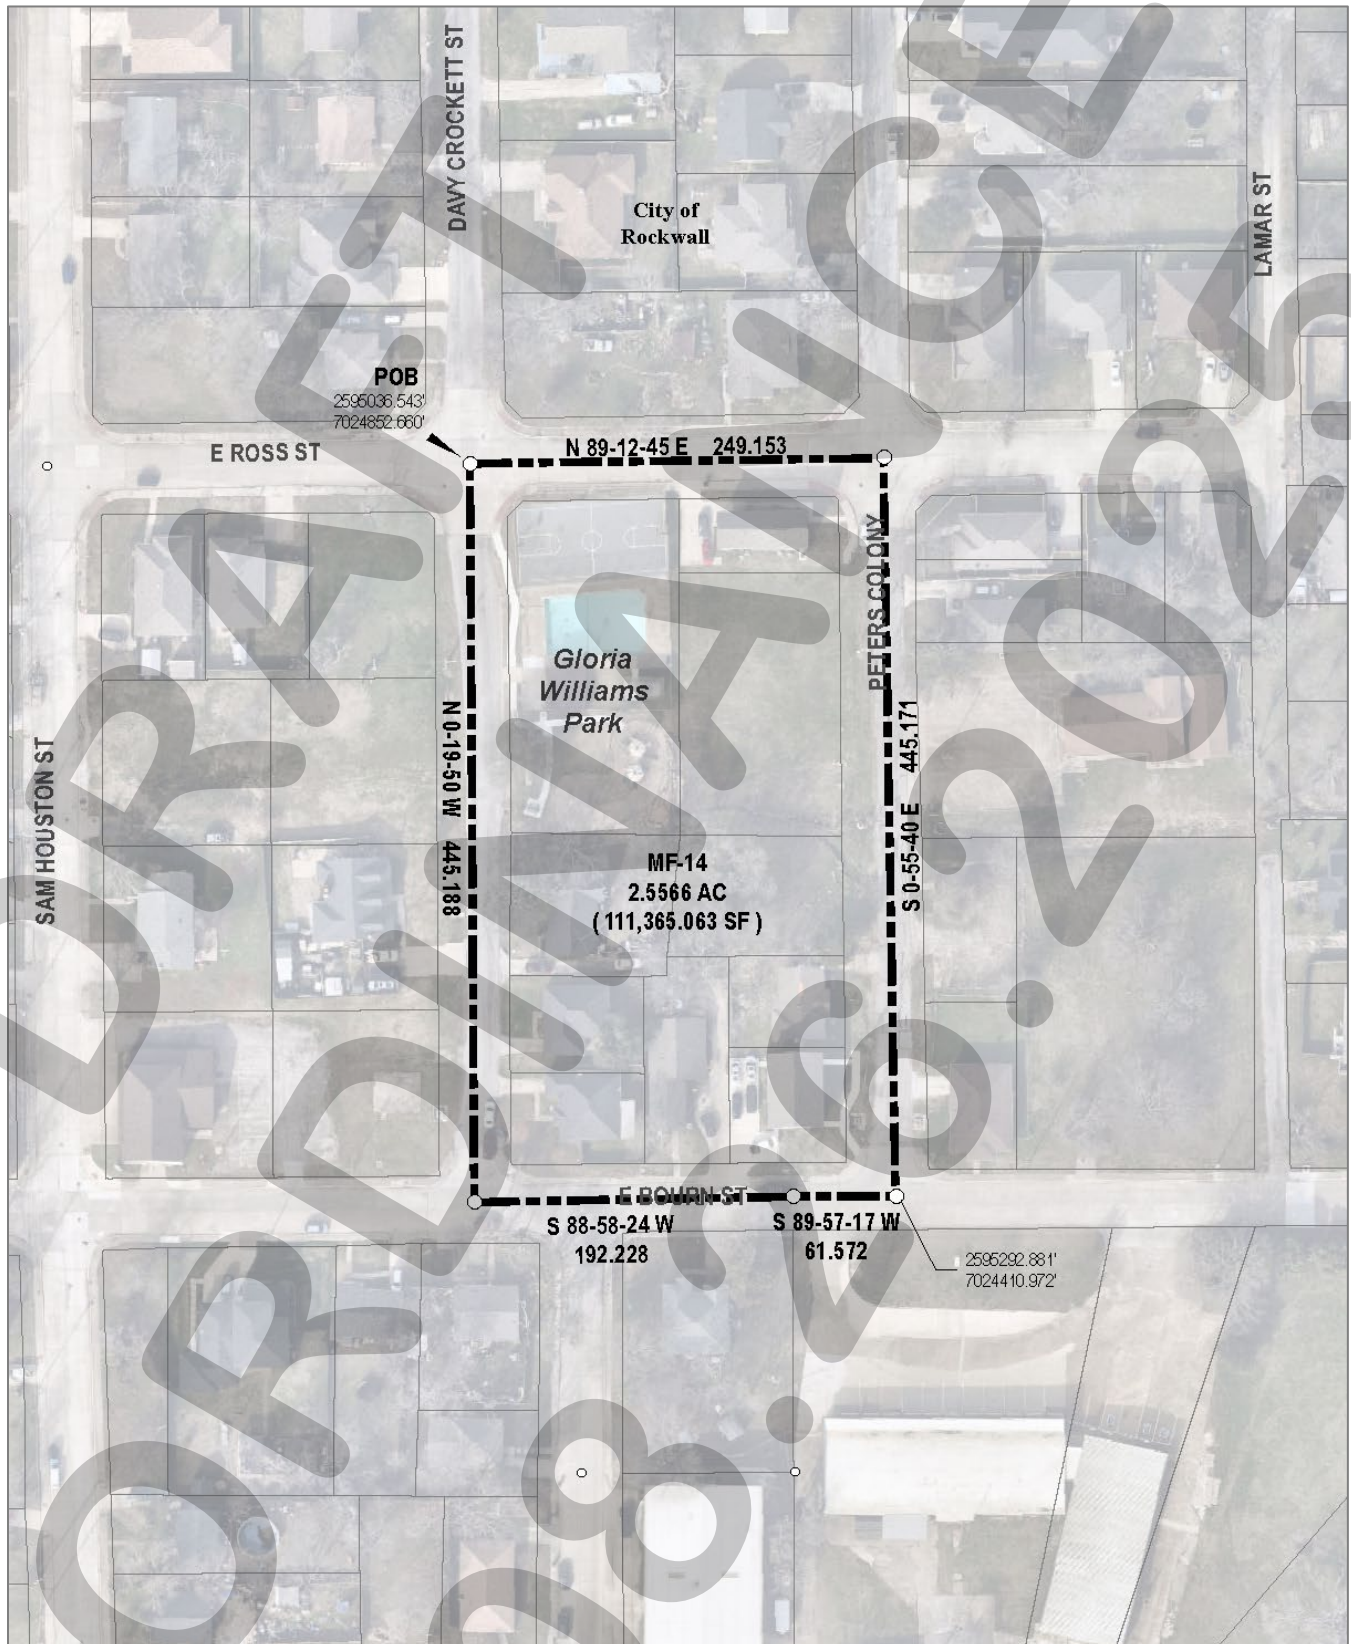 DAVY CROCKETT ST
City of
Rockwall
LAMAR ST
POB
2595036.543'
7024852.660'
E ROSS ST
N 89-12-45 E 249.153
PETERS COLONY
Gloria
Williams
Park
N 0-19-50 W 445.188
S 0-55-40 E 445.171
SAM HOUSTON ST
MF-14
2.5566 AC
( 111,365.063 SF )
E BOURN ST
S 88-58-24 W
192.228
S 89-57-17 W
61.572
2595292.881'
7024410.972'
DRAFT
ORDINANCE
08.26.2025